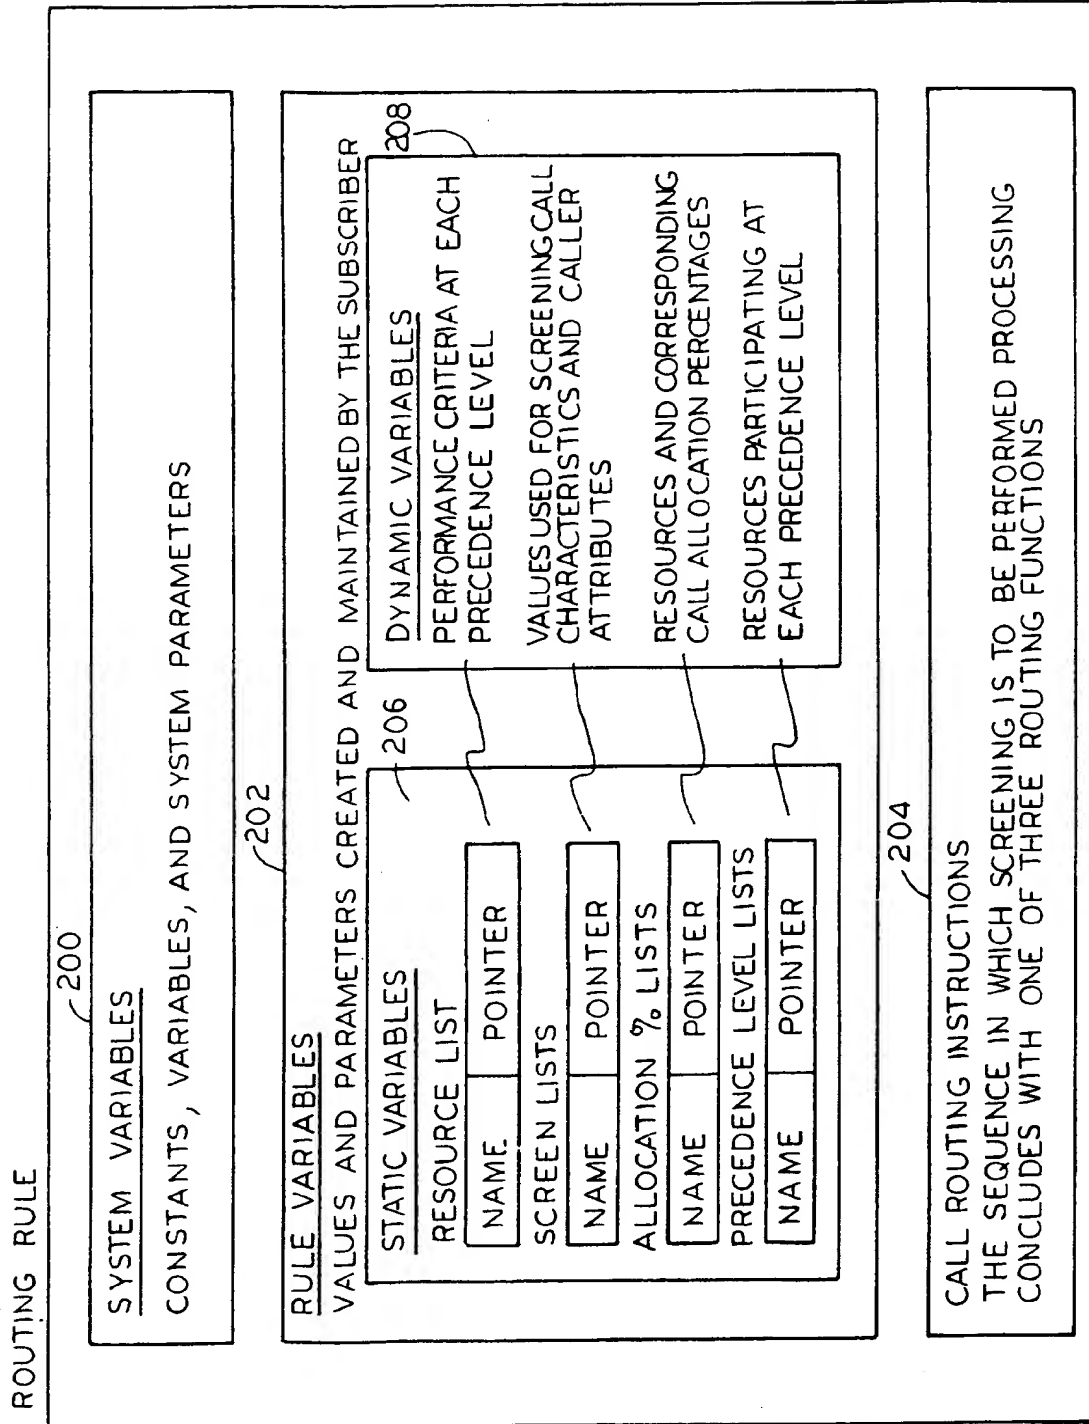 ROUTING RULE
200
SYSTEM VARIABLES
CONSTANTS, VARIABLES, AND SYSTEM PARAMETERS
202
RULE VARIABLES
VALUES AND PARAMETERS CREATED AND MAINTAINED BY THE SUBSCRIBER
206
STATIC VARIABLES
RESOURCE LIST
NAME POINTER
SCREEN LISTS
NAME POINTER
ALLOCATION % LISTS
NAME POINTER
PRECEDENCE LEVEL LISTS
NAME POINTER
208
DYNAMIC VARIABLES
PERFORMANCE CRITERIA AT EACH
PRECEDENCE LEVEL
VALUES USED FOR SCREENING CALL
CHARACTERISTICS AND CALLER
ATTRIBUTES
RESOURCES AND CORRESPONDING
CALL ALLOCATION PERCENTAGES
RESOURCES PARTICIPATING AT
EACH PRECEDENCE LEVEL
204
CALL ROUTING INSTRUCTIONS
THE SEQUENCE IN WHICH SCREENING IS TO BE PERFORMED PROCESSING
CONCLUDES WITH ONE OF THREE ROUTING FUNCTIONS